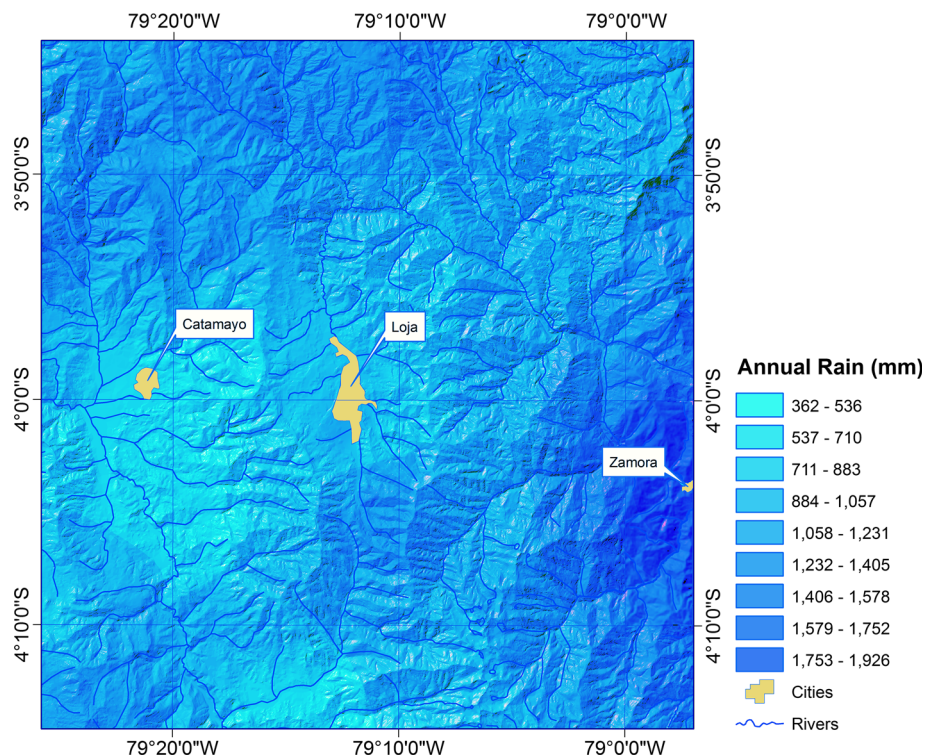 79°20'0"W 79°10'0"W 79°0'0"W
3°50'0"S 3°50'0"S
Catamayo
Loja
4°0'0"S 4°0'0"S
Zamora
4°10'0"S 4°10'0"S
79°20'0"W 79°10'0"W 79°0'0"W
Annual Rain (mm)
362 - 536
537 - 710
711 - 883
884 - 1,057
1,058 - 1,231
1,232 - 1,405
1,406 - 1,578
1,579 - 1,752
1,753 - 1,926
Cities
Rivers